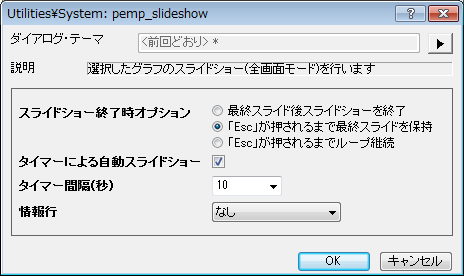 Utilities¥System: pemp_slideshow
ダイアログ・テーマ <前回どおり> *
説明 選択したグラフのスライドショー(全画面モード)を行います
スライドショー終了時オプション 最終スライド後スライドショーを終了
「Esc」が押されるまで最終スライドを保持
「Esc」が押されるまでループ継続
タイマーによる自動スライドショー
タイマー間隔(秒) 10
情報行 なし
OK キャンセル